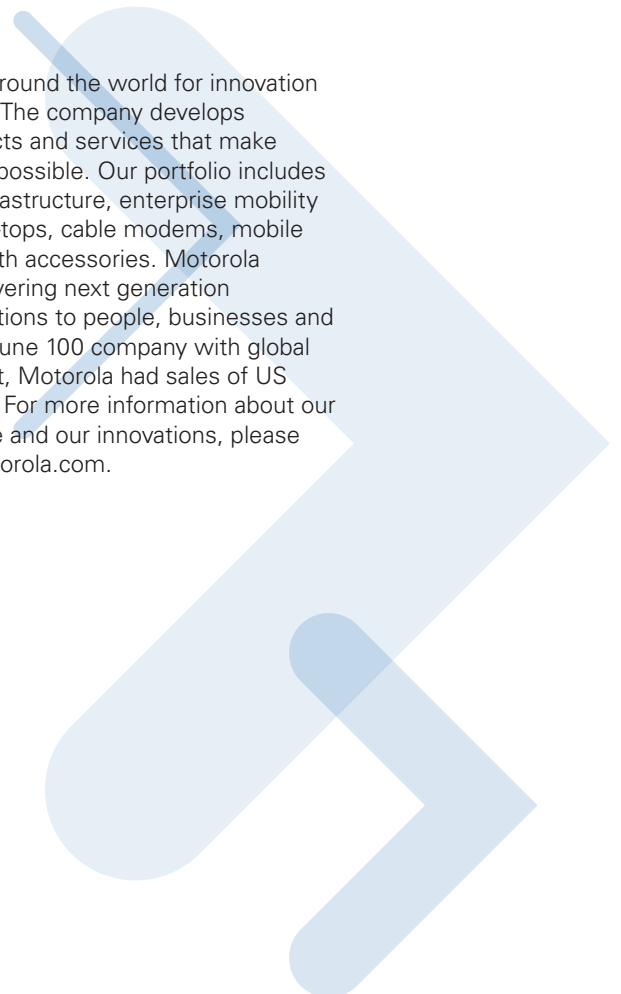 round the world for innovation
The company develops
cts and services that make
possible. Our portfolio includes
astructure, enterprise mobility
tops, cable modems, mobile
th accessories. Motorola
vering next generation
tions to people, businesses and
une 100 company with global
t, Motorola had sales of US
For more information about our
e and our innovations, please
orola.com.